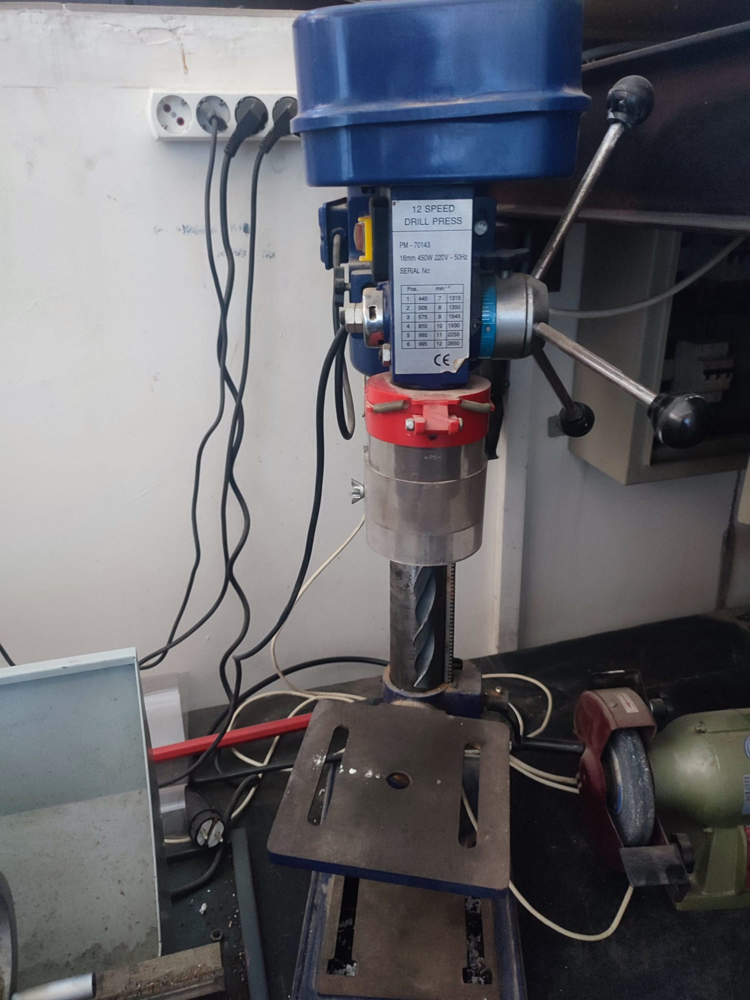 12 SPEED
DRILL PRESS
PM-70143
16mm 450W 220V-50Hz
SERIAL No:
Pos. min⁻¹
1 440 7 1315
2 505 8 1350
3 575 9 1545
4 855 10 1930
5 985 11 2255
6 995 12 2650
CE
>PC<